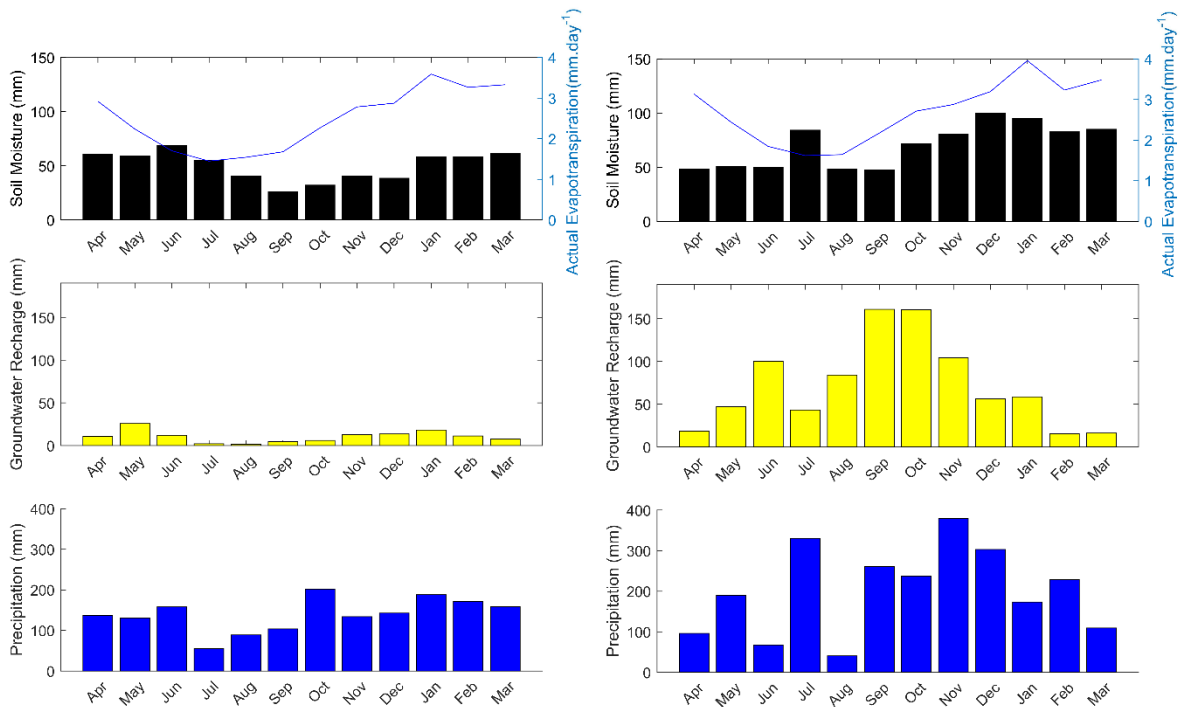 150
100
50
0
Soil Moisture (mm)
4
3
2
1
0
Actual Evapotranspiration(mm.day-1)
Apr May Jun Jul Aug Sep Oct Nov Dec Jan Feb Mar
150
100
50
0
Soil Moisture (mm)
4
3
2
1
0
Actual Evapotranspiration(mm.day-1)
Apr May Jun Jul Aug Sep Oct Nov Dec Jan Feb Mar
150
100
50
0
Groundwater Recharge (mm)
Apr May Jun Jul Aug Sep Oct Nov Dec Jan Feb Mar
150
100
50
0
Groundwater Recharge (mm)
Apr May Jun Jul Aug Sep Oct Nov Dec Jan Feb Mar
400
300
200
100
0
Precipitation (mm)
Apr May Jun Jul Aug Sep Oct Nov Dec Jan Feb Mar
400
300
200
100
0
Precipitation (mm)
Apr May Jun Jul Aug Sep Oct Nov Dec Jan Feb Mar